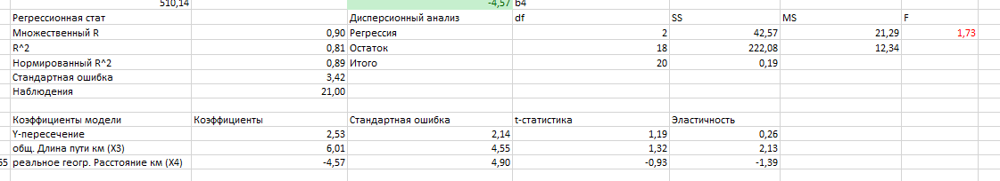 510,14 -4,57 b4
Регрессионная стат Дисперсионный анализ df SS MS F
Множественный R 0,90 Регрессия 2 42,57 21,29 1,73
R^2 0,81 Остаток 18 222,08 12,34
Нормированный R^2 0,89 Итого 20 0,19
Стандартная ошибка 3,42
Наблюдения 21,00
Коэффициенты модели Коэффициенты Стандартная ошибка t-статистика Эластичность
Y-пересечение 2,53 2,14 1,19 0,26
общ. Длина пути км (X3) 6,01 4,55 1,32 2,13
55 реальное геогр. Расстояние км (X4) -4,57 4,90 -0,93 -1,39